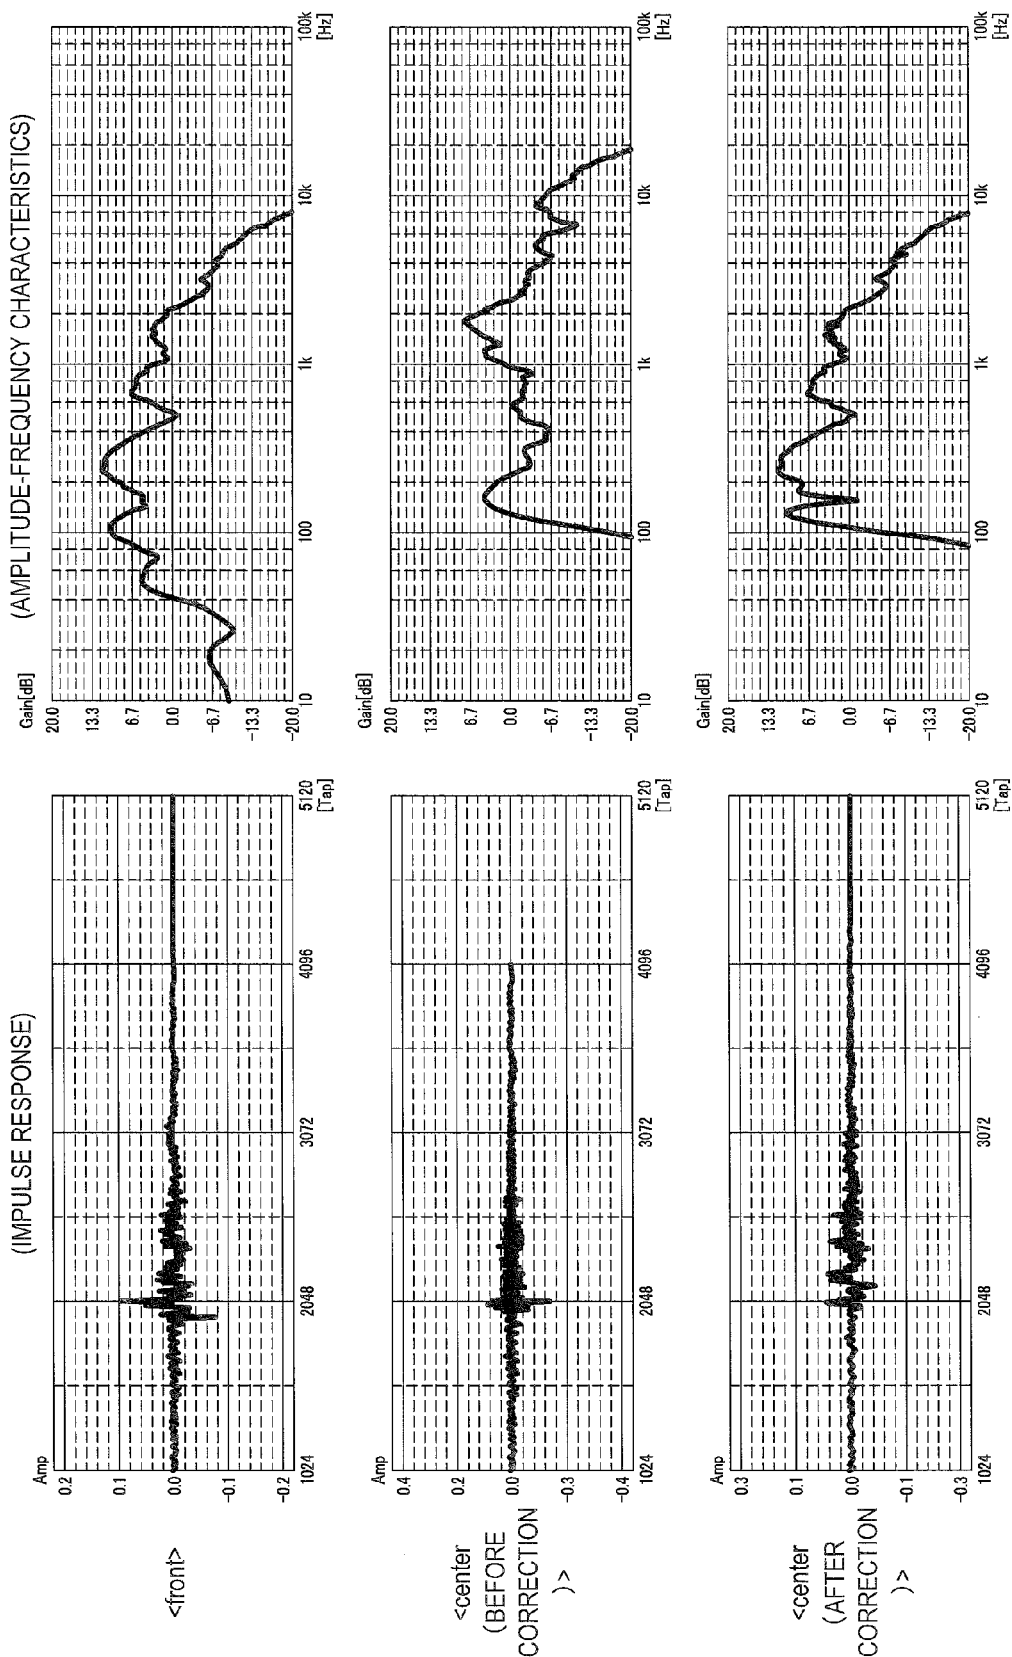 (IMPULSE RESPONSE)
(AMPLITUDE-FREQUENCY CHARACTERISTICS)
<front>
Amp
0.2
0.1
0.0
-0.1
-0.2
1024
2048
3072
4096
5120
[Tap]
Gain[dB]
20.0
13.3
6.7
0.0
-6.7
-13.3
-20.0
10
100
1k
10k
100k
[Hz]
<center
(BEFORE
CORRECTION
)>
Amp
0.4
0.3
0.0
-0.3
-0.4
1024
2048
3072
4096
5120
[Tap]
Gain[dB]
20.0
13.3
6.7
0.0
-6.7
-13.3
-20.0
10
100
1k
10k
100k
[Hz]
<center
(AFTER
CORRECTION
)>
Amp
0.3
0.1
0.0
-0.1
-0.3
1024
2048
3072
4096
5120
[Tap]
Gain[dB]
20.0
13.3
6.7
0.0
-6.7
-13.3
-20.0
10
100
1k
10k
100k
[Hz]